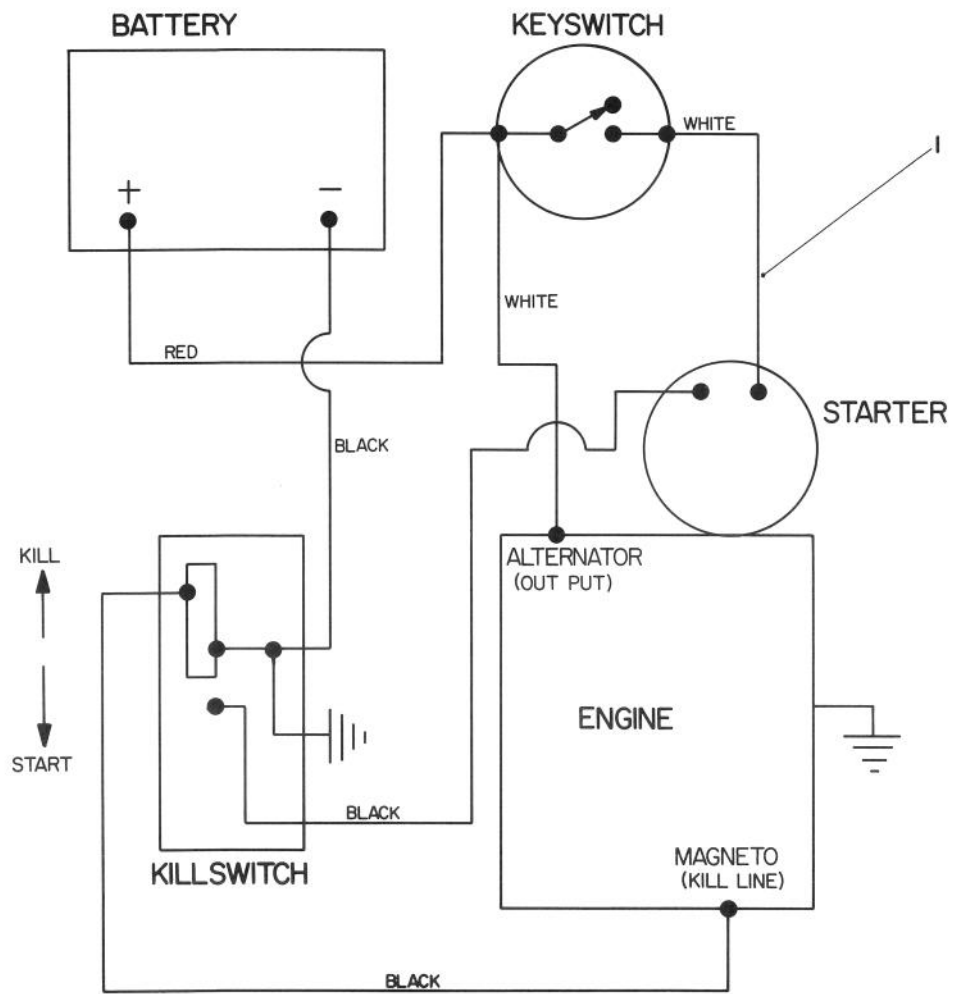 BATTERY
KEYSWITCH
WHITE
1
+ -
WHITE
RED
STARTER
BLACK
KILL
ALTERNATOR
(OUT PUT)
ENGINE
START
BLACK
MAGNETO
(KILL LINE)
KILLSWITCH
BLACK